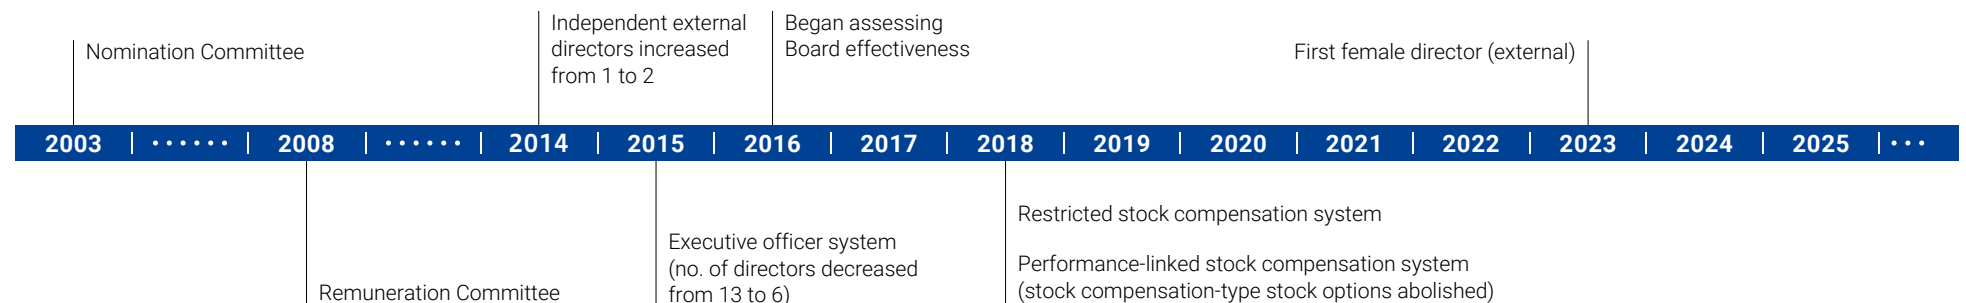 Nomination Committee
Independent external
directors increased
from 1 to 2
Began assessing
Board effectiveness
First female director (external)
2003 | ······ | 2008 | ······ | 2014 | 2015 | 2016 | 2017 | 2018 | 2019 | 2020 | 2021 | 2022 | 2023 | 2024 | 2025 | ···
Remuneration Committee
Executive officer system
(no. of directors decreased
from 13 to 6)
Restricted stock compensation system
Performance-linked stock compensation system
(stock compensation-type stock options abolished)